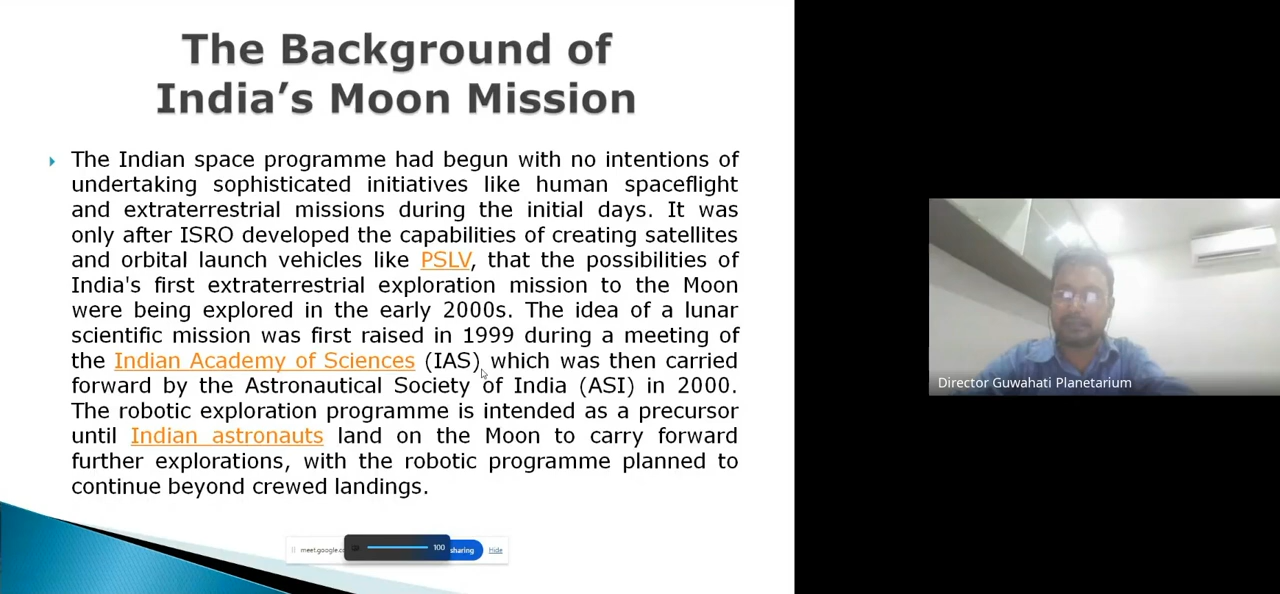 The Background of
India’s Moon Mission
The Indian space programme had begun with no intentions of
undertaking sophisticated initiatives like human spaceflight
and extraterrestrial missions during the initial days. It was
only after ISRO developed the capabilities of creating satellites
and orbital launch vehicles like PSLV, that the possibilities of
India's first extraterrestrial exploration mission to the Moon
were being explored in the early 2000s. The idea of a lunar
scientific mission was first raised in 1999 during a meeting of
the Indian Academy of Sciences (IAS) which was then carried
forward by the Astronautical Society of India (ASI) in 2000.
The robotic exploration programme is intended as a precursor
until Indian astronauts land on the Moon to carry forward
further explorations, with the robotic programme planned to
continue beyond crewed landings.
meet.google.co 100 sharing Hide
Director Guwahati Planetarium